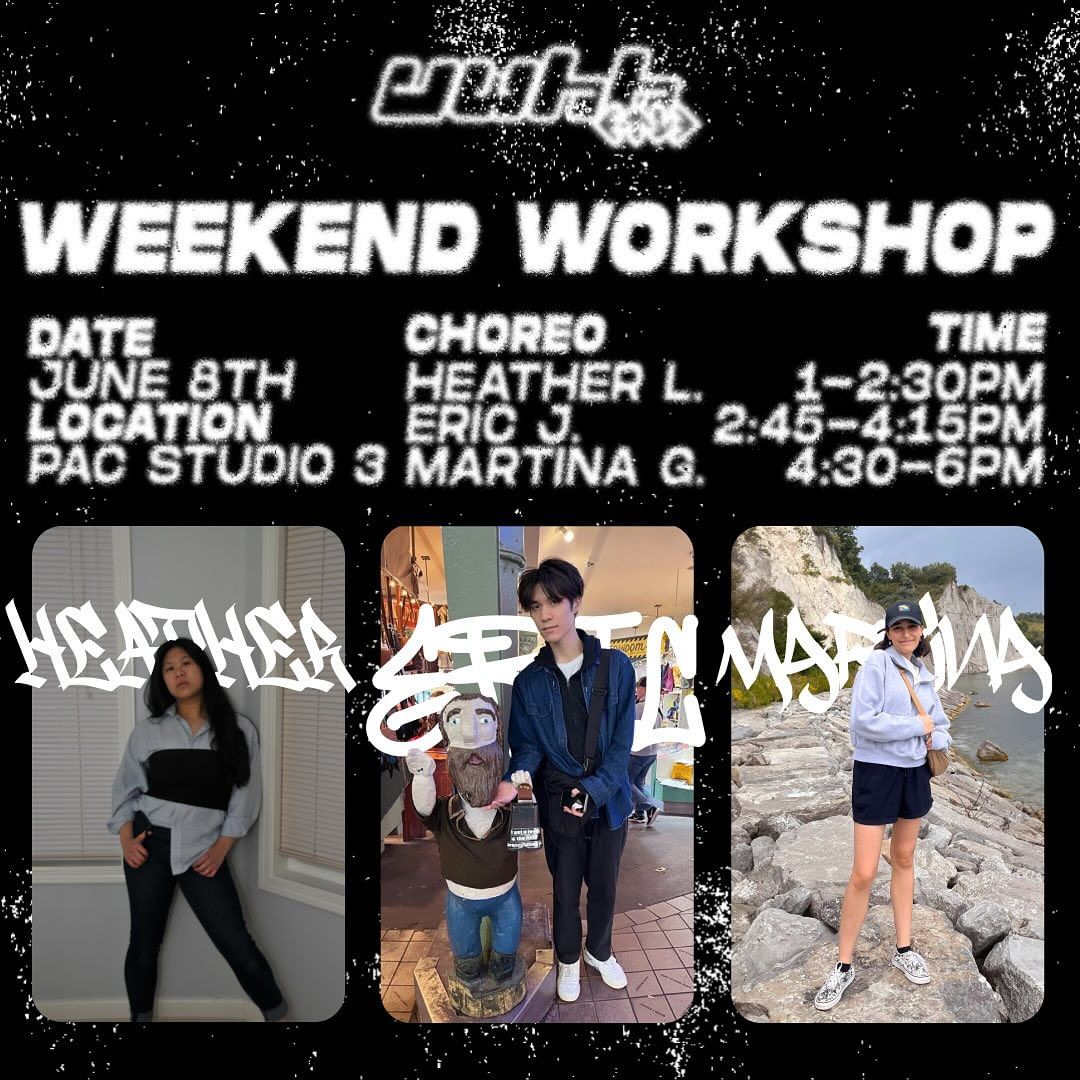 WEEKEND WORKSHOP
DATE
JUNE 8TH
LOCATION
PAC STUDIO 3
CHOREO
HEATHER L.
ERIC J.
MARTINA G.
TIME
1-2:30PM
2:45-4:15PM
4:30-6PM
HEATHER
ERIC
MARTINA